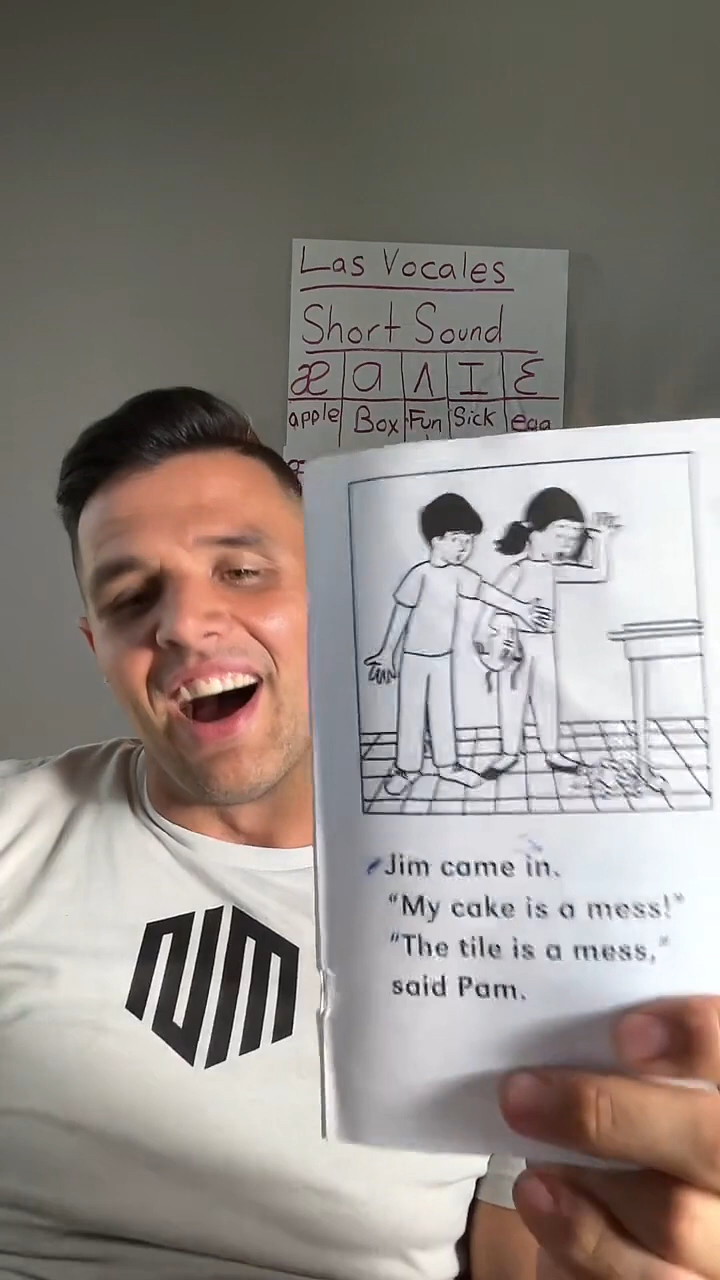 Las Vocales
Short Sound
æ ɑ ʌ I ɛ
apple Box Fun Sick egg
æ
NM
Jim came in.
"My cake is a mess!"
"The tile is a mess,"
said Pam.